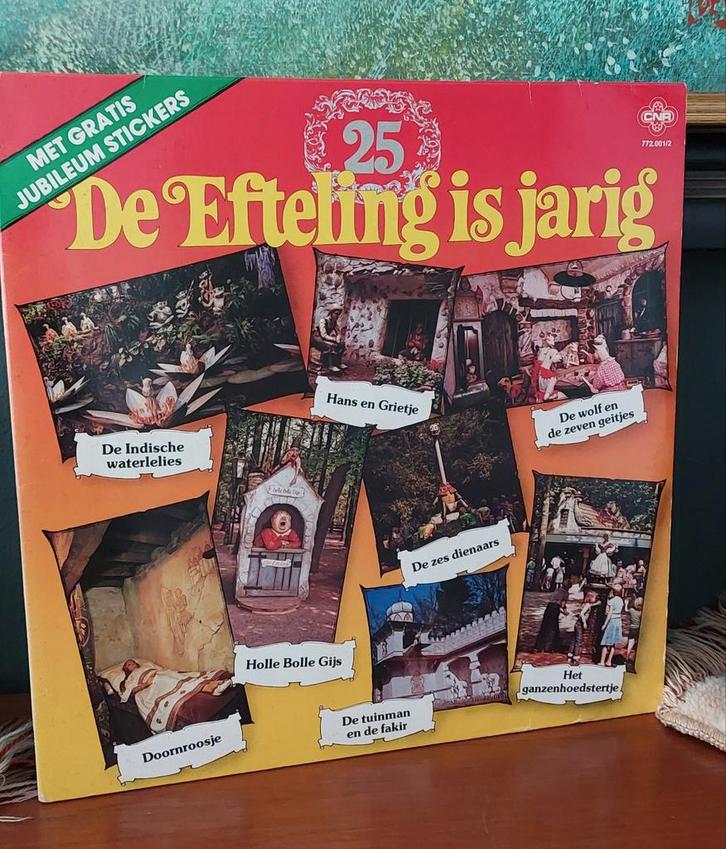 MET GRATIS
JUBILEUM STICKERS
25
CNR
772.001/2
De Efteling is jarig
De Indische
waterlelies
Hans en Grietje
De wolf en
de zeven geitjes
De zes dienaars
Holle Bolle Gijs
Het
ganzenhoedstertje
De tuinman
en de fakir
Doornroosje